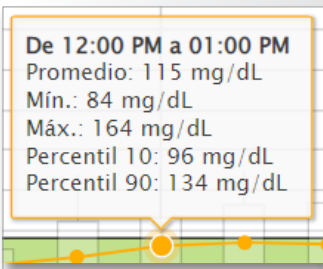 De 12:00 PM a 01:00 PM
Promedio: 115 mg/dL
Mín.: 84 mg/dL
Máx.: 164 mg/dL
Percentil 10: 96 mg/dL
Percentil 90: 134 mg/dL